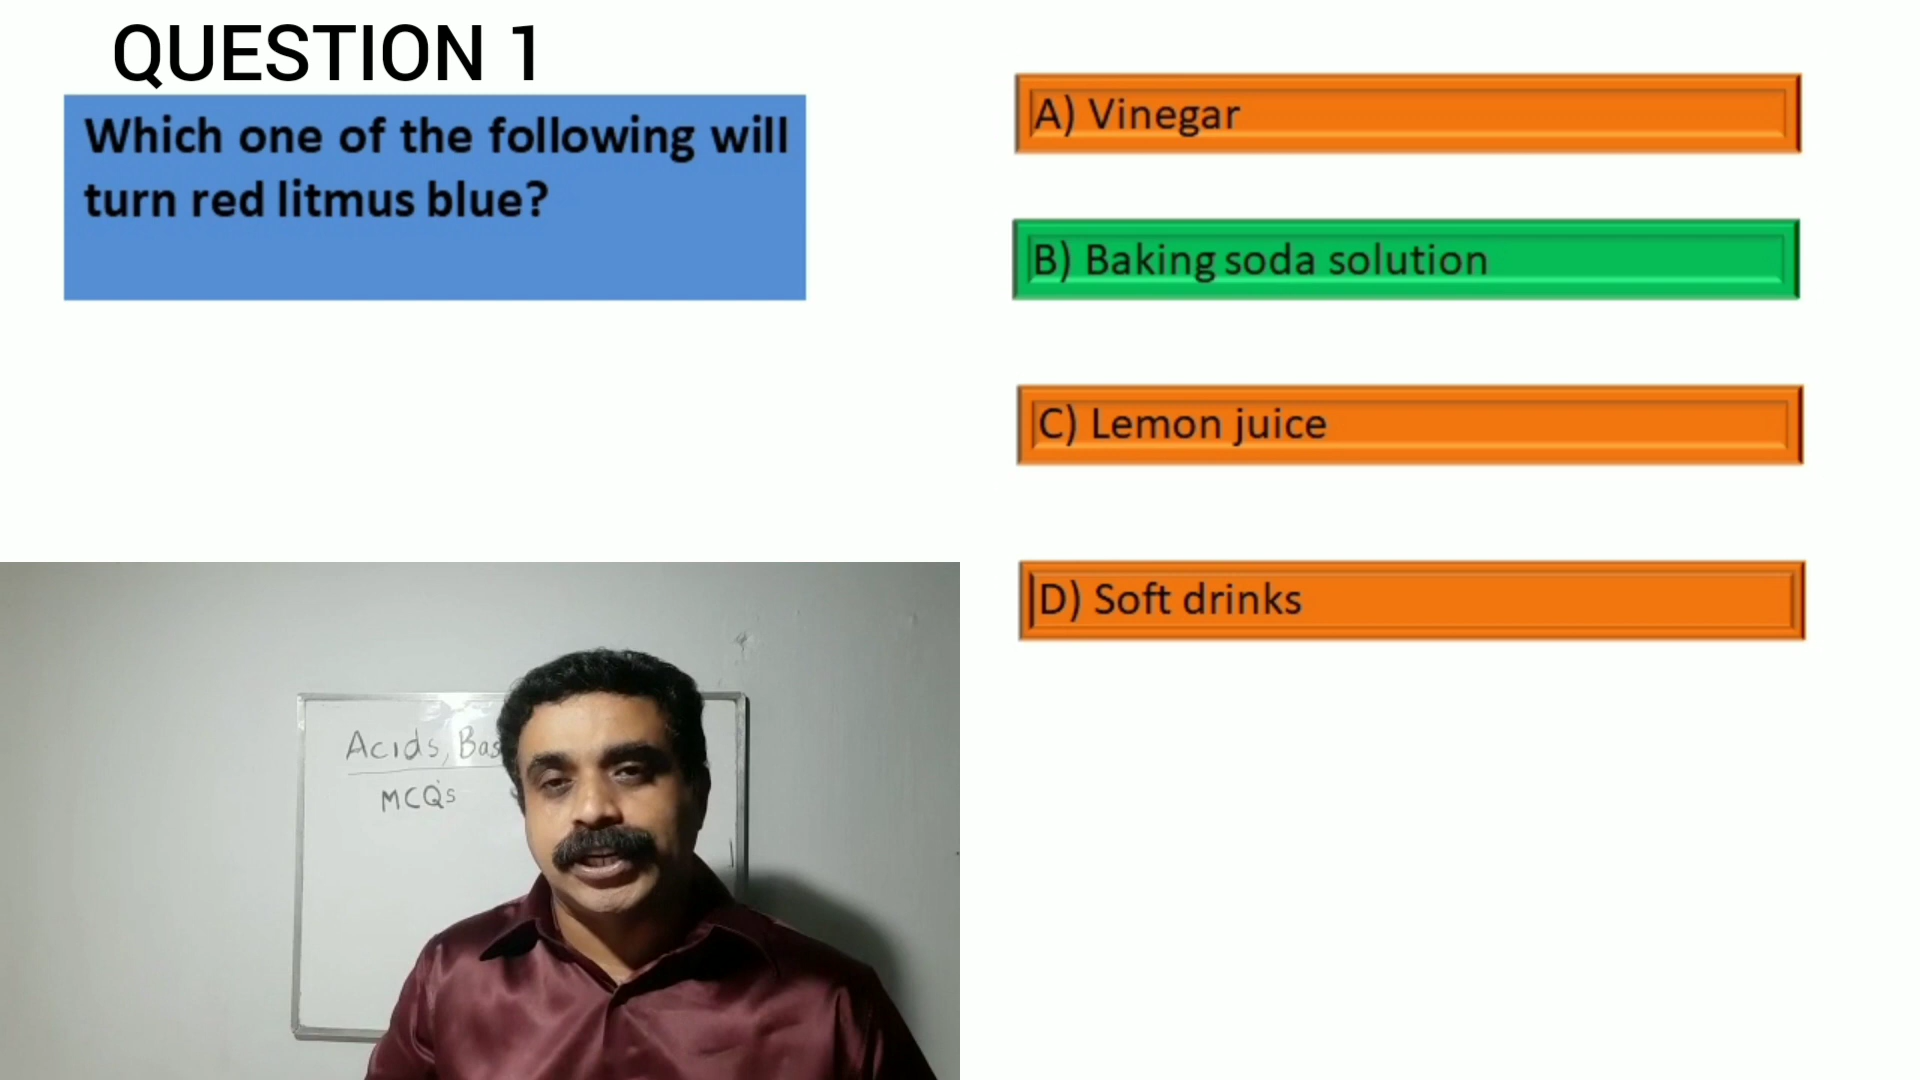 QUESTION 1
Which one of the following will
turn red litmus blue?
A) Vinegar
B) Baking soda solution
C) Lemon juice
D) Soft drinks
Acids, Bas
MCQ's